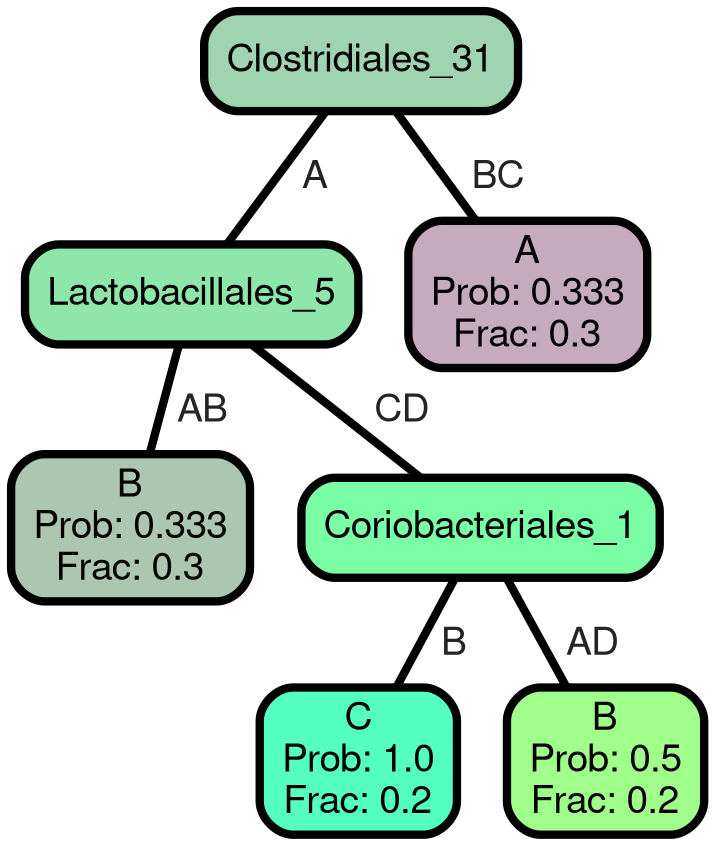 Clostridiales_31
A
BC
Lactobacillales_5
A
Prob: 0.333
Frac: 0.3
AB
CD
B
Prob: 0.333
Frac: 0.3
Coriobacteriales_1
B
AD
C
Prob: 1.0
Frac: 0.2
B
Prob: 0.5
Frac: 0.2